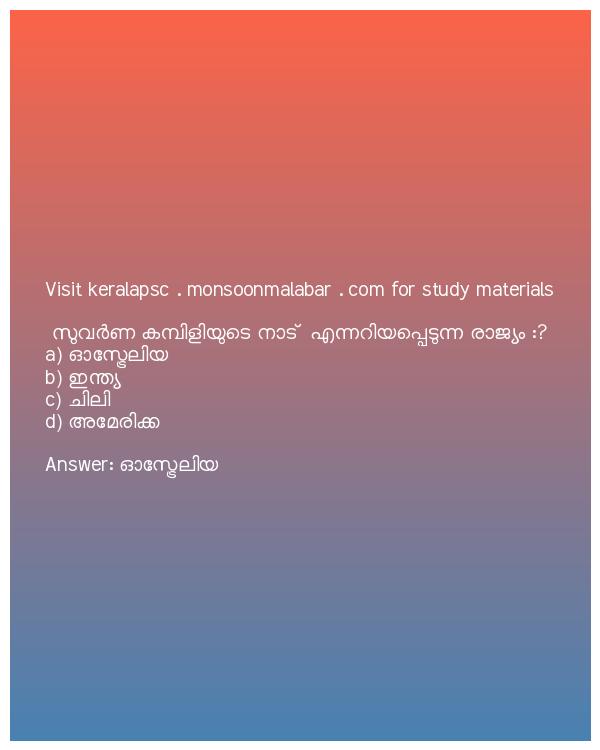 Visit keralapsc . monsoonmalabar . com for study materials
സുവർണ കമ്പിളിയുടെ നാട് എന്നറിയപ്പെടുന്ന രാജ്യം :?
a) ഓസ്ട്രേലിയ
b) ഇന്ത്യ
c) ചിലി
d) അമേരിക്ക
Answer: ഓസ്ട്രേലിയ